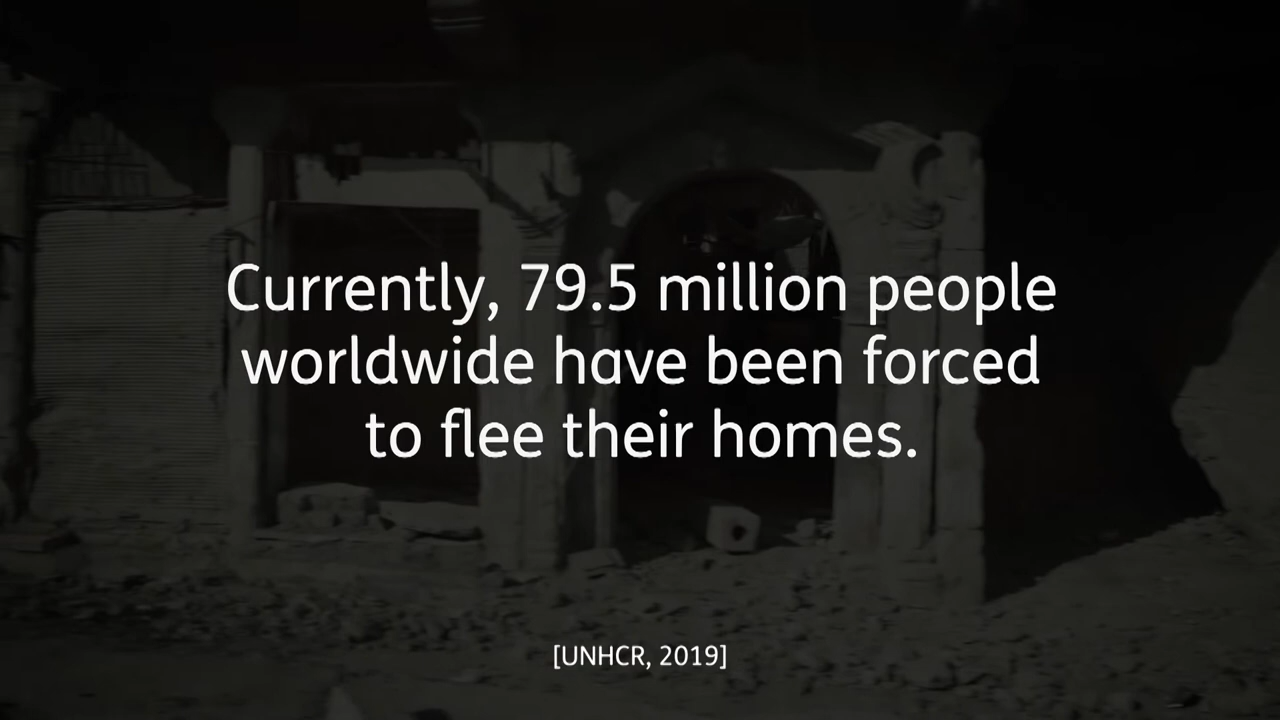 Currently, 79.5 million people
worldwide have been forced
to flee their homes.
[UNHCR, 2019]